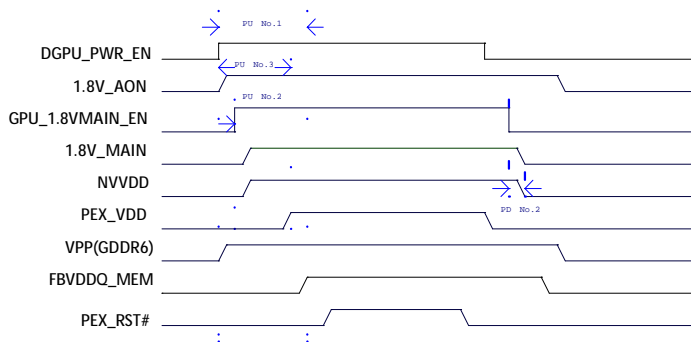 PU No.1
DGPU_PWR_EN
PU No.3
1.8V_AON
PU No.2
GPU_1.8VMAIN_EN
1.8V_MAIN
NVVDD
PEX_VDD
PD No.2
VPP(GDDR6)
FBVDDQ_MEM
PEX_RST#